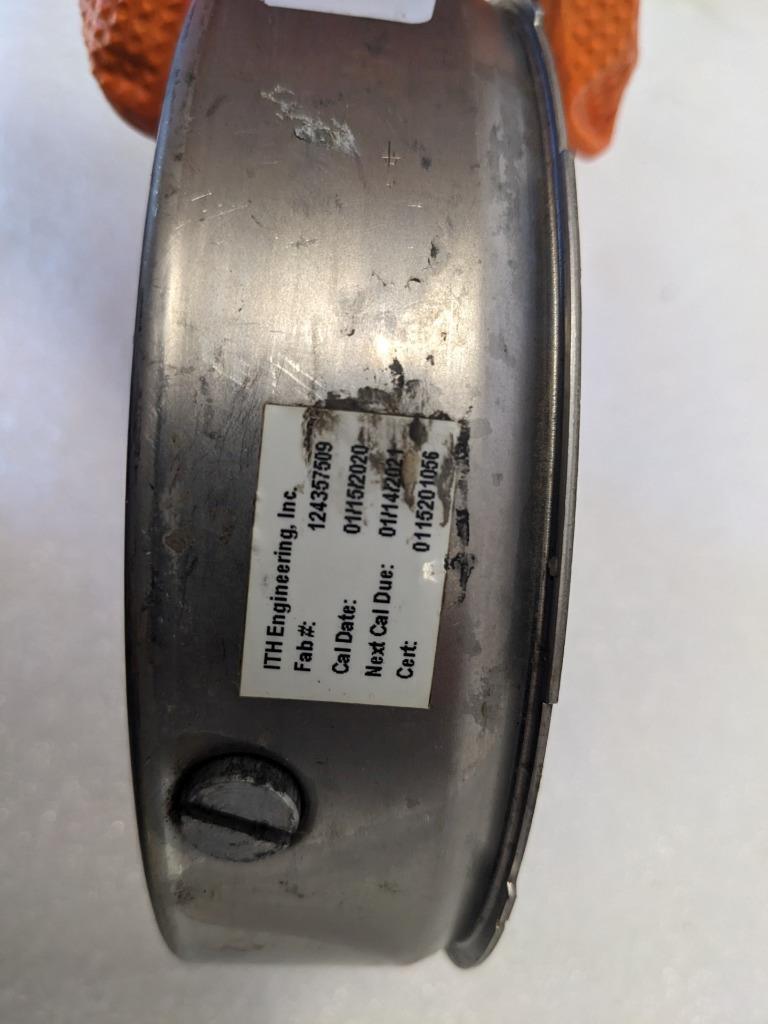 ITH Engineering, Inc.
Fab #: 124357509
Cal Date: 01/15/2020
Next Cal Due: 01/14/2021
Cert: 0115201056